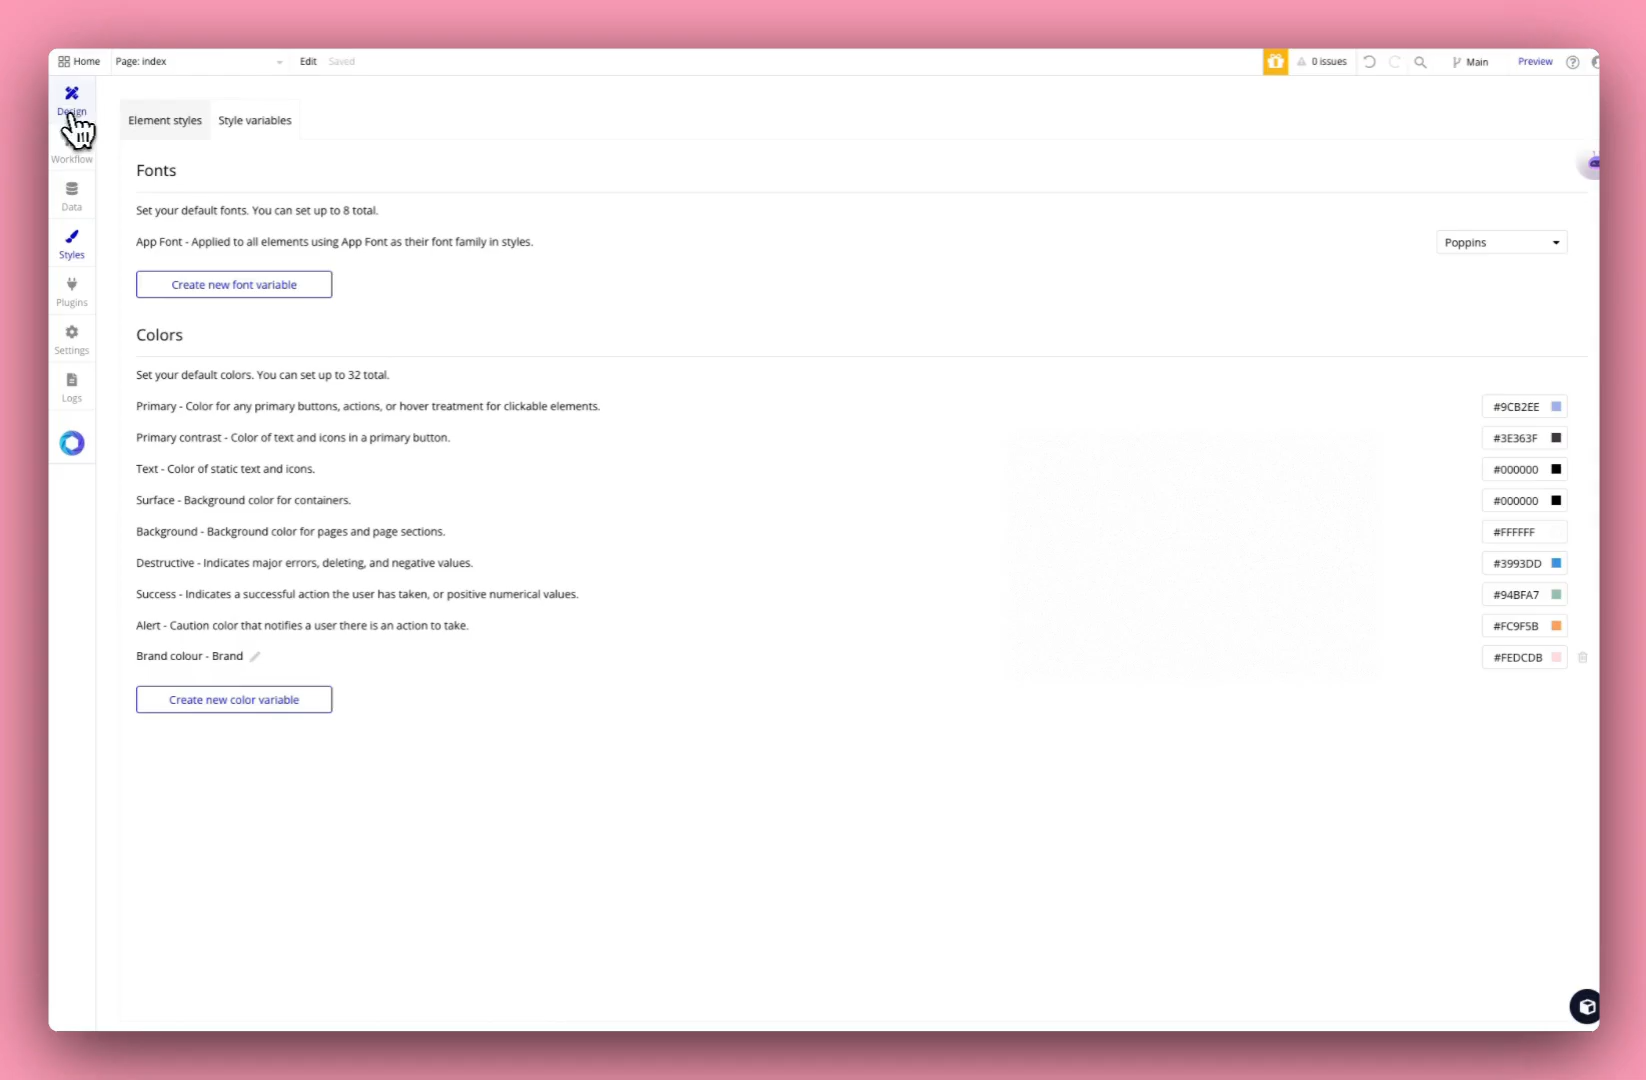 Home Page: index Edit Saved 0 issues Main Preview
Design
Workflow
Data
Styles
Plugins
Settings
Logs
Element styles Style variables
Fonts
Set your default fonts. You can set up to 8 total.
App Font - Applied to all elements using App Font as their font family in styles. Poppins
Create new font variable
Colors
Set your default colors. You can set up to 32 total.
Primary - Color for any primary buttons, actions, or hover treatment for clickable elements. #9CB2EE
Primary contrast - Color of text and icons in a primary button. #3E363F
Text - Color of static text and icons. #000000
Surface - Background color for containers. #000000
Background - Background color for pages and page sections. #FFFFFF
Destructive - Indicates major errors, deleting, and negative values. #3993DD
Success - Indicates a successful action the user has taken, or positive numerical values. #94BFA7
Alert - Caution color that notifies a user there is an action to take. #FC9F5B
Brand colour - Brand #FEDCDB
Create new color variable